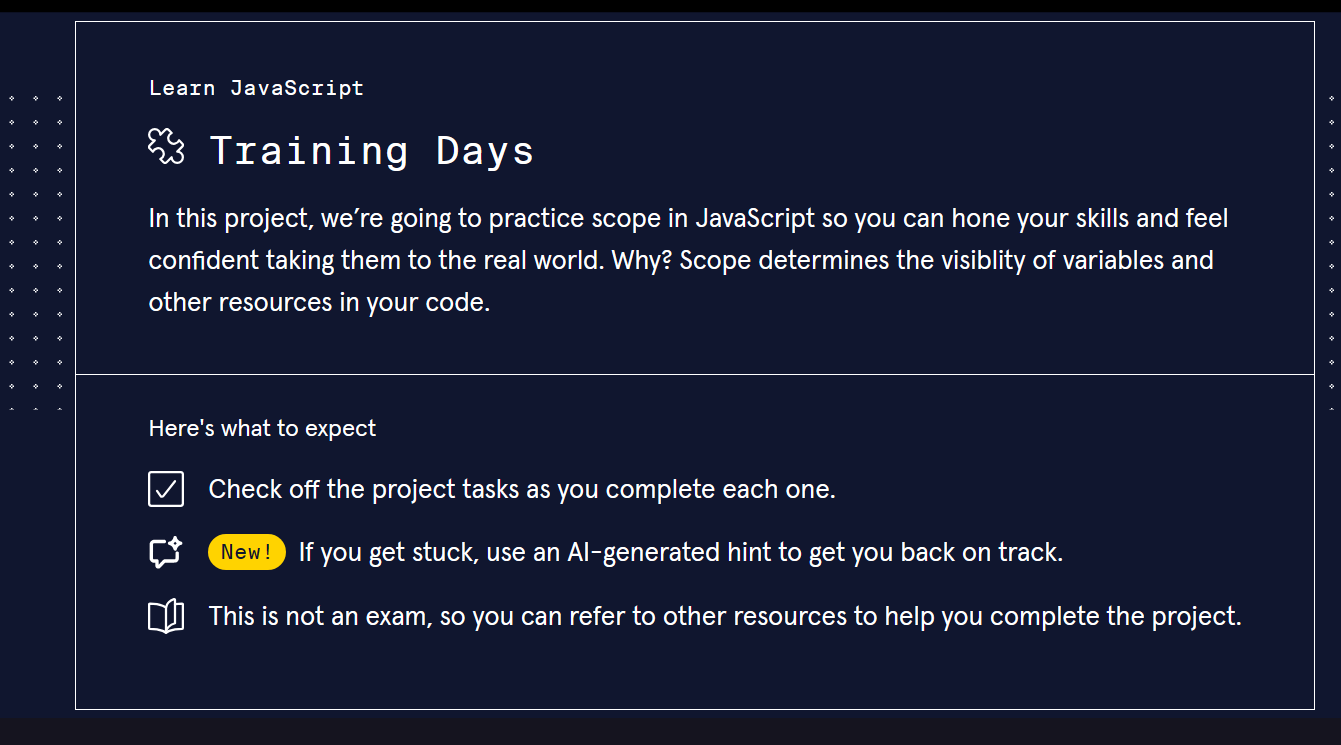 Learn JavaScript
Training Days
In this project, we’re going to practice scope in JavaScript so you can hone your skills and feel
confident taking them to the real world. Why? Scope determines the visiblity of variables and
other resources in your code.
Here's what to expect
Check off the project tasks as you complete each one.
New! If you get stuck, use an AI-generated hint to get you back on track.
This is not an exam, so you can refer to other resources to help you complete the project.